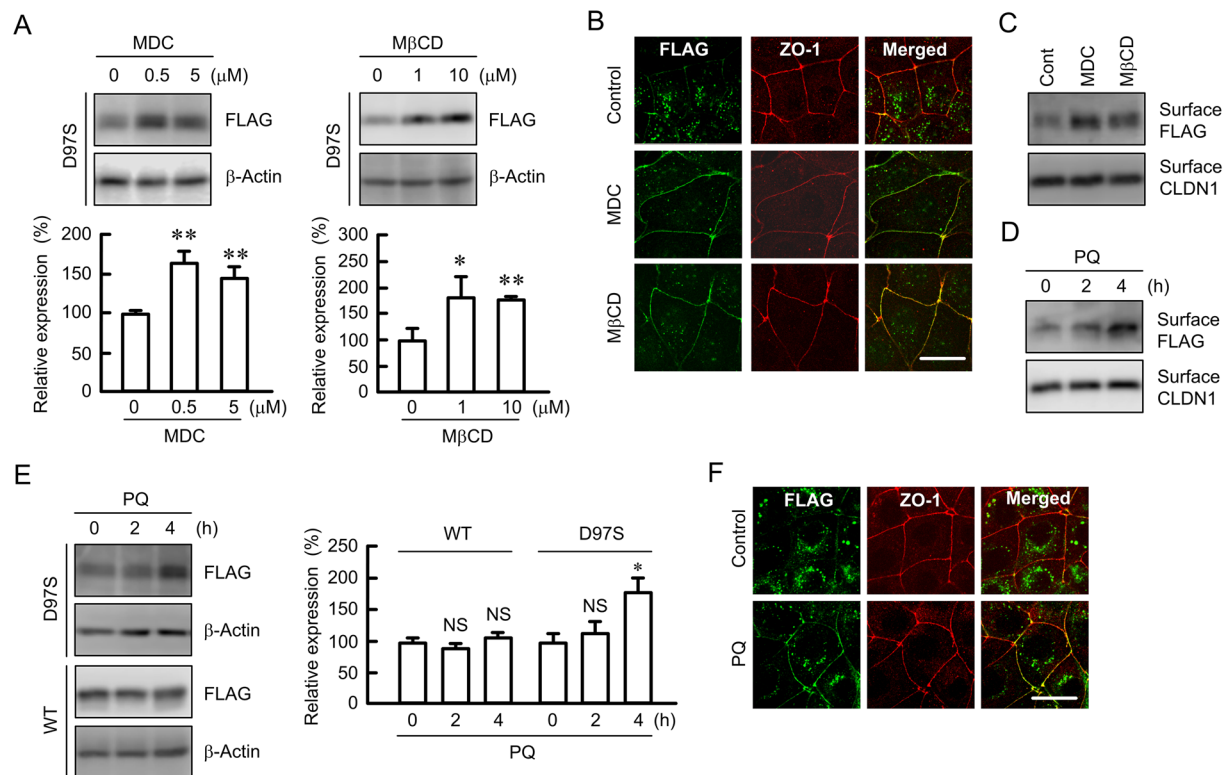 A
MDC
0 0.5 5 (μM)
D97S
FLAG
β-Actin
Relative expression (%)
200
150
100
50
0
** **
0 0.5 5 (μM)
MDC
MβCD
0 1 10 (μM)
D97S
FLAG
β-Actin
Relative expression (%)
300
250
200
150
100
50
0
* **
0 1 10 (μM)
MβCD
B
FLAG ZO-1 Merged
Control
MDC
MβCD
C
Cont MDC MβCD
Surface
FLAG
Surface
CLDN1
D
PQ
0 2 4 (h)
Surface
FLAG
Surface
CLDN1
E
PQ
0 2 4 (h)
D97S
FLAG
β-Actin
WT
FLAG
β-Actin
Relative expression (%)
250
200
150
100
50
0
WT D97S
NS NS NS *
0 2 4 0 2 4 (h)
PQ
F
FLAG ZO-1 Merged
Control
PQ